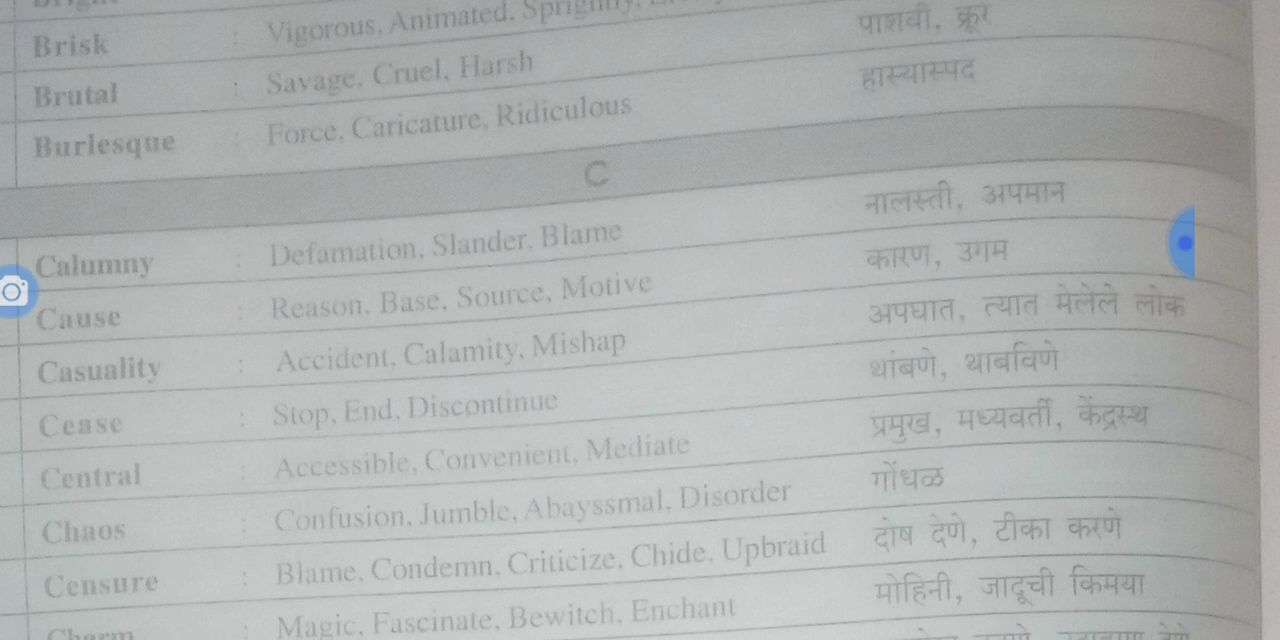 Brisk : Vigorous, Animated, Sprightly,
Brutal : Savage, Cruel, Harsh पाशवी, क्रूर
Burlesque : Force, Caricature, Ridiculous हास्यास्पद
C
Calumny : Defamation, Slander, Blame नालस्ती, अपमान
Cause : Reason, Base, Source, Motive कारण, उगम
Casuality : Accident, Calamity, Mishap अपघात, त्यात मेलेले लोक
Cease : Stop, End, Discontinue थांबणे, थाबविणे
Central : Accessible, Convenient, Mediate प्रमुख, मध्यवर्ती, केंद्रस्थ
Chaos : Confusion, Jumble, Abayssmal, Disorder गोंधळ
Censure : Blame, Condemn, Criticize, Chide, Upbraid दोष देणे, टीका करणे
Charm : Magic, Fascinate, Bewitch, Enchant मोहिनी, जादूची किमया